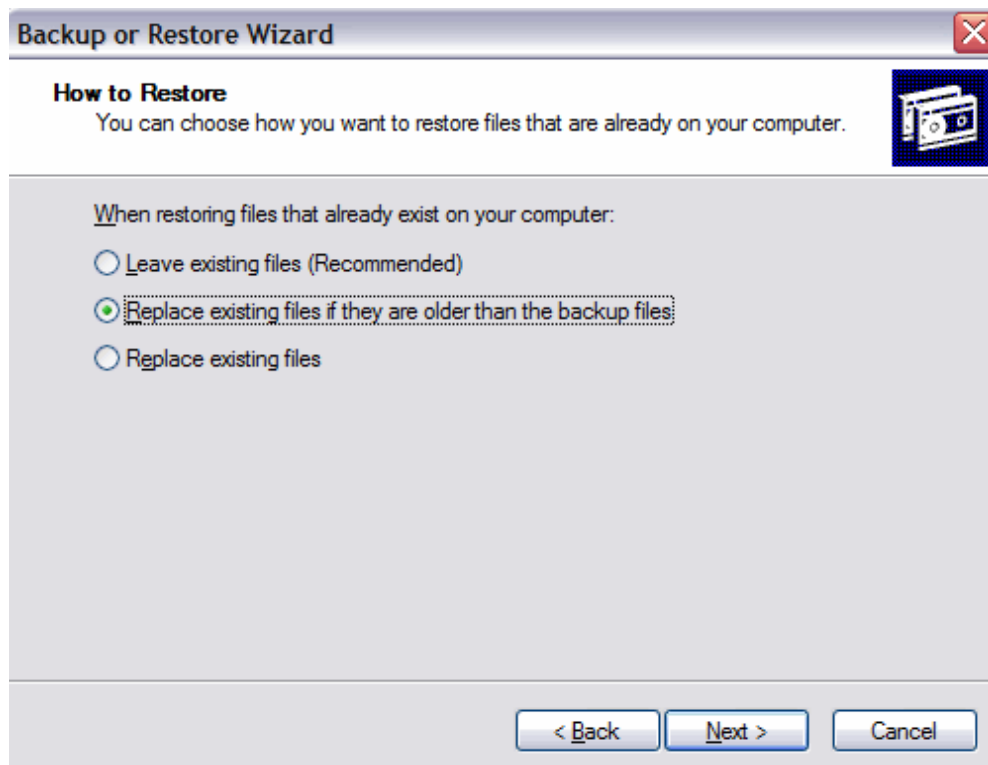 Backup or Restore Wizard
How to Restore
You can choose how you want to restore files that are already on your computer.
When restoring files that already exist on your computer:
Leave existing files (Recommended)
Replace existing files if they are older than the backup files
Replace existing files
< Back Next > Cancel